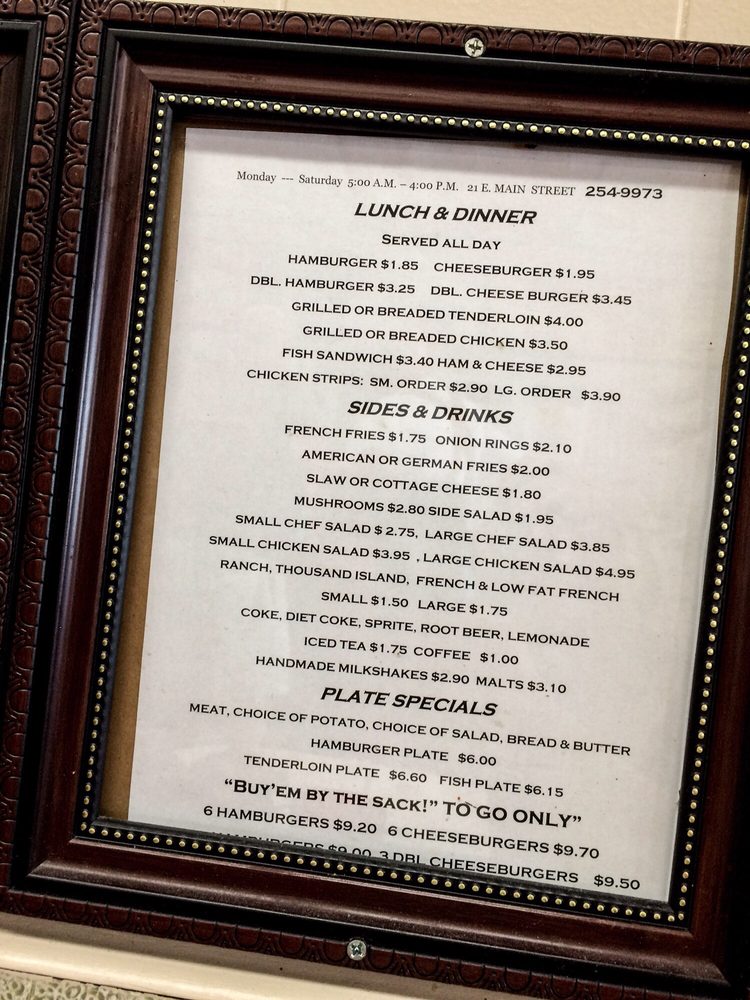 Monday --- Saturday 5:00 A.M. – 4:00 P.M. 21 E. MAIN STREET 254-9973
LUNCH & DINNER
SERVED ALL DAY
HAMBURGER $1.85 CHEESEBURGER $1.95
DBL. HAMBURGER $3.25 DBL. CHEESE BURGER $3.45
GRILLED OR BREADED TENDERLOIN $4.00
GRILLED OR BREADED CHICKEN $3.50
FISH SANDWICH $3.40 HAM & CHEESE $2.95
CHICKEN STRIPS: SM. ORDER $2.90 LG. ORDER $3.90
SIDES & DRINKS
FRENCH FRIES $1.75 ONION RINGS $2.10
AMERICAN OR GERMAN FRIES $2.00
SLAW OR COTTAGE CHEESE $1.80
MUSHROOMS $2.80 SIDE SALAD $1.95
SMALL CHEF SALAD $ 2.75, LARGE CHEF SALAD $3.85
SMALL CHICKEN SALAD $3.95 , LARGE CHICKEN SALAD $4.95
RANCH, THOUSAND ISLAND, FRENCH & LOW FAT FRENCH
SMALL $1.50 LARGE $1.75
COKE, DIET COKE, SPRITE, ROOT BEER, LEMONADE
ICED TEA $1.75 COFFEE $1.00
HANDMADE MILKSHAKES $2.90 MALTS $3.10
PLATE SPECIALS
MEAT, CHOICE OF POTATO, CHOICE OF SALAD, BREAD & BUTTER
HAMBURGER PLATE $6.00
TENDERLOIN PLATE $6.60 FISH PLATE $6.15
"BUY'EM BY THE SACK!" TO GO ONLY"
6 HAMBURGERS $9.20 6 CHEESEBURGERS $9.70
HAMBURGERS $9.00 3 DBL CHEESEBURGERS $9.50